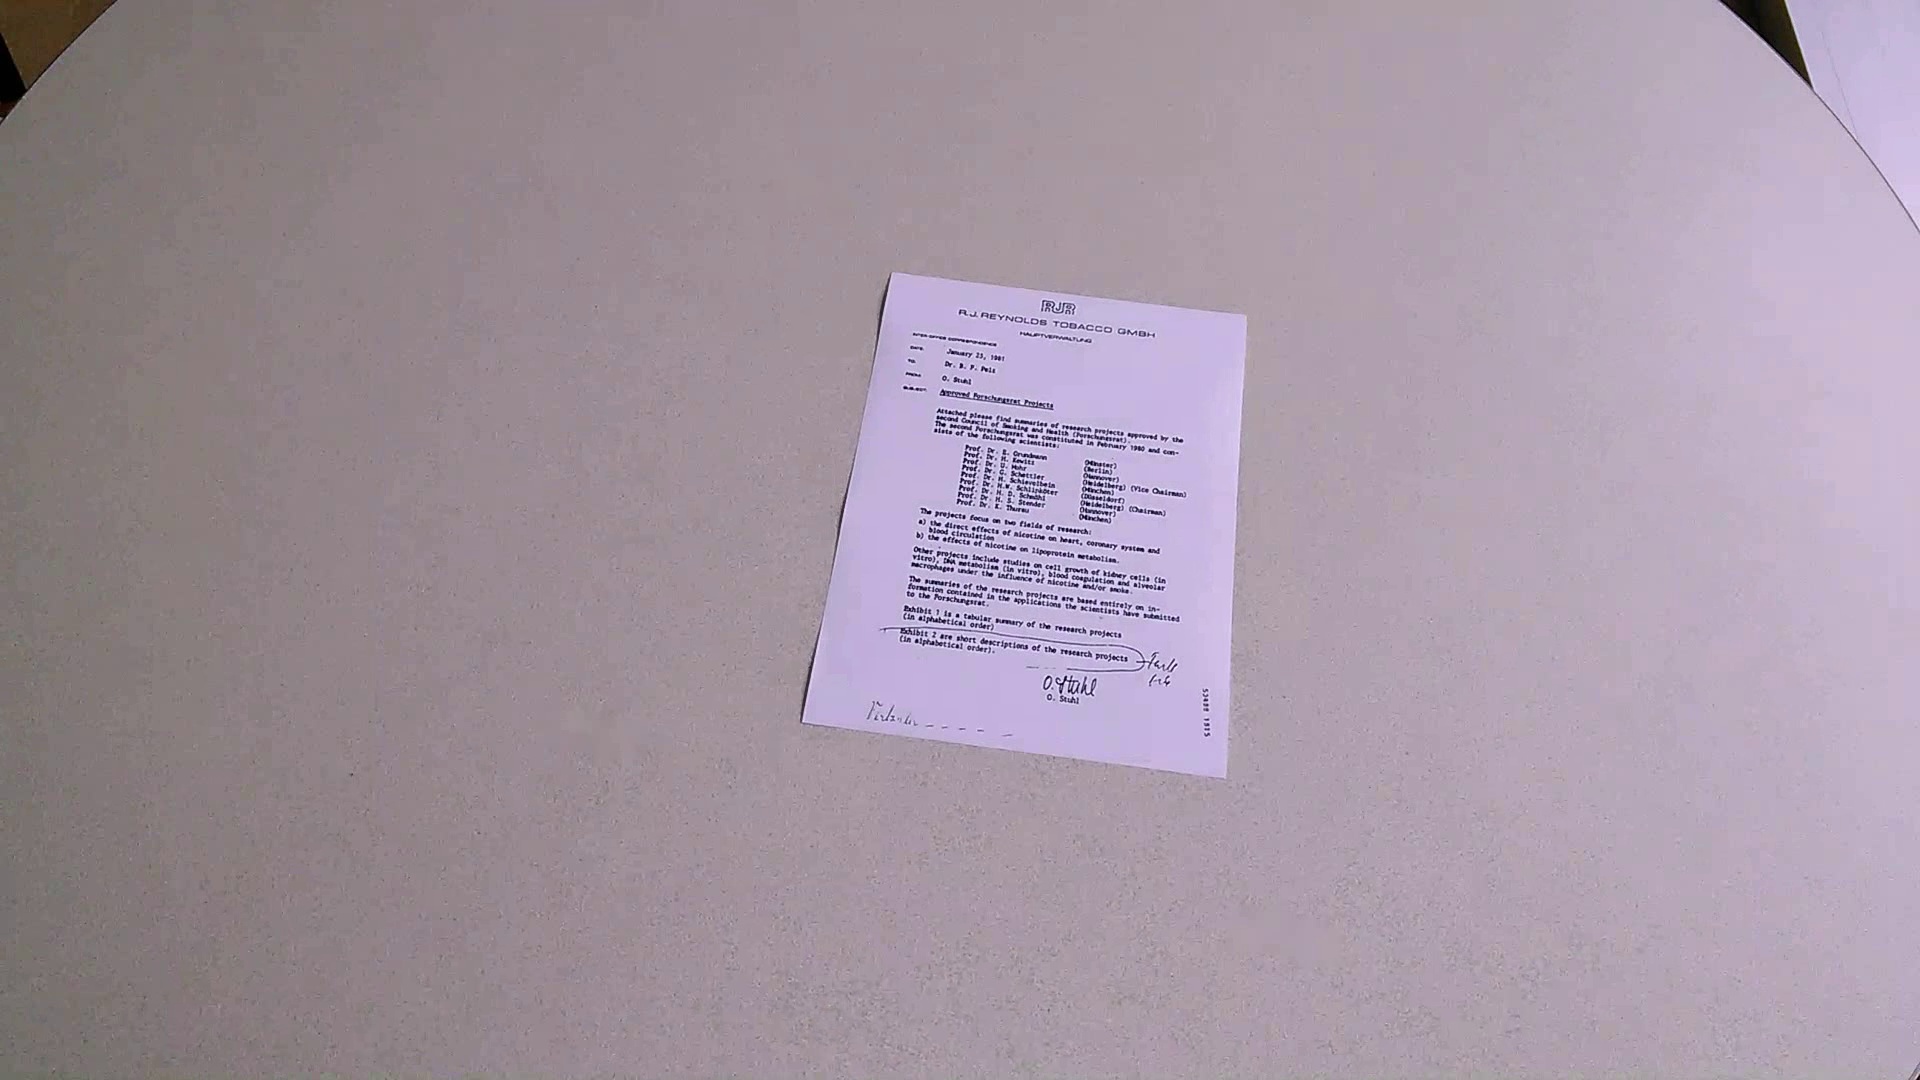 RJR
R.J. REYNOLDS TOBACCO GMBH
HAUPTVERWALTUNG
INTER-OFFICE CORRESPONDENCE
DATE: January 23, 1981
TO: Dr. B. P. Pelz
FROM: O. Stuhl
SUBJECT: Approved Forschungsrat Projects
Attached please find summaries of research projects approved by the
second Council of Smoking and Health (Forschungsrat).
The second Forschungsrat was constituted in February 1980 and con-
sists of the following scientists:
Prof. Dr. E. Grundmann (Münster)
Prof. Dr. H. Kewitz (Berlin)
Prof. Dr. U. Mohr (Hannover)
Prof. Dr. G. Schettler (Heidelberg) (Vice Chairman)
Prof. Dr. H. Schievelbein (München)
Prof. Dr. H.W. Schlipköter (Düsseldorf)
Prof. Dr. D. Schmähl (Heidelberg) (Chairman)
Prof. Dr. H. S. Stender (Hannover)
Prof. Dr. K. Thurau (München)
The projects focus on two fields of research:
a) the direct effects of nicotine on heart, coronary system and
blood circulation
b) the effects of nicotine on lipoprotein metabolism.
Other projects include studies on cell growth of kidney cells (in
vitro), DNA metabolism (in vitro), blood coagulation and alveolar
macrophages under the influence of nicotine and/or smoke.
The summaries of the research projects are based entirely on in-
formation contained in the applications the scientists have submitted
to the Forschungsrat.
Exhibit 1 is a tabular summary of the research projects
(in alphabetical order)
Exhibit 2 are short descriptions of the research projects
(in alphabetical order).
O. Stuhl
O. Stuhl